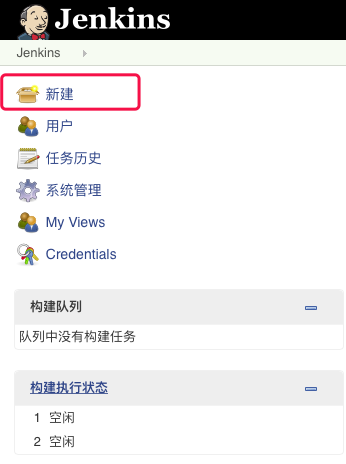 Jenkins
Jenkins
新建
用户
任务历史
系统管理
My Views
Credentials
构建队列
队列中没有构建任务
构建执行状态
1 空闲
2 空闲